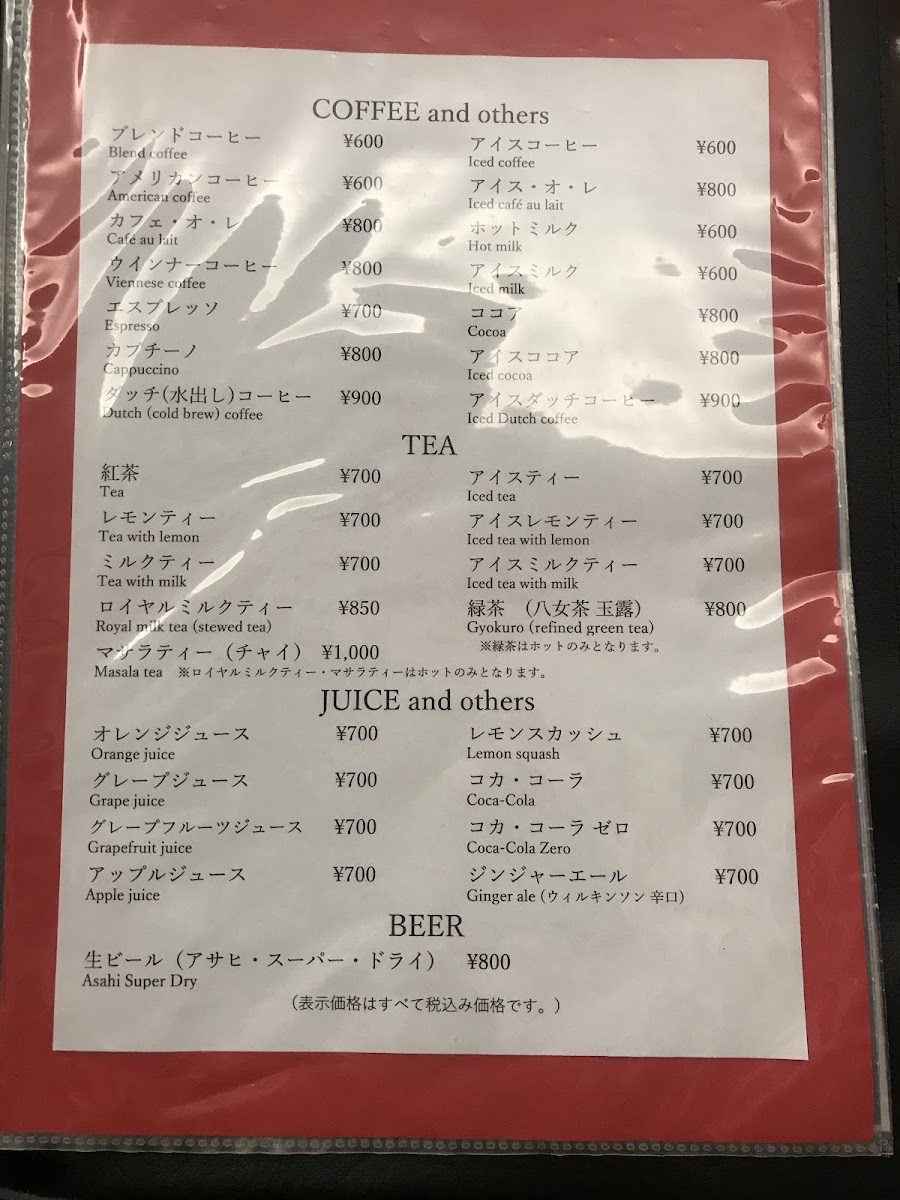 COFFEE and others
ブレンドコーヒー ¥600
Blend coffee
アメリカンコーヒー ¥600
American coffee
カフェ・オ・レ ¥800
Café au lait
ウインナーコーヒー ¥800
Viennese coffee
エスプレッソ ¥700
Espresso
カプチーノ ¥800
Cappuccino
ダッチ(水出し)コーヒー ¥900
Dutch (cold brew) coffee
アイスコーヒー ¥600
Iced coffee
アイス・オ・レ ¥800
Iced café au lait
ホットミルク ¥600
Hot milk
アイスミルク ¥600
Iced milk
ココア ¥800
Cocoa
アイスココア ¥800
Iced cocoa
アイスダッチコーヒー ¥900
Iced Dutch coffee
TEA
紅茶 ¥700
Tea
レモンティー ¥700
Tea with lemon
ミルクティー ¥700
Tea with milk
ロイヤルミルクティー ¥850
Royal milk tea (stewed tea)
マサラティー（チャイ） ¥1,000
Masala tea ※ロイヤルミルクティー・マサラティーはホットのみとなります。
アイスティー ¥700
Iced tea
アイスレモンティー ¥700
Iced tea with lemon
アイスミルクティー ¥700
Iced tea with milk
緑茶 （八女茶 玉露） ¥800
Gyokuro (refined green tea)
※緑茶はホットのみとなります。
JUICE and others
オレンジジュース ¥700
Orange juice
グレープジュース ¥700
Grape juice
グレープフルーツジュース ¥700
Grapefruit juice
アップルジュース ¥700
Apple juice
レモンスカッシュ ¥700
Lemon squash
コカ・コーラ ¥700
Coca-Cola
コカ・コーラ ゼロ ¥700
Coca-Cola Zero
ジンジャーエール ¥700
Ginger ale (ウィルキンソン 辛口)
BEER
生ビール（アサヒ・スーパー・ドライ） ¥800
Asahi Super Dry
（表示価格はすべて税込み価格です。）